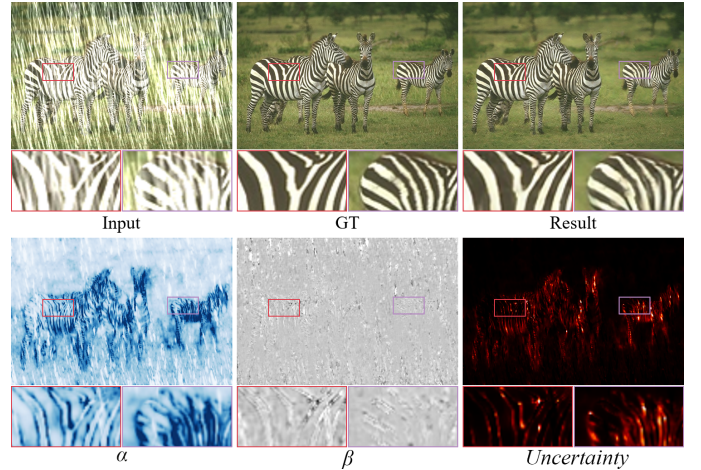 Input
GT
Result
α
β
Uncertainty